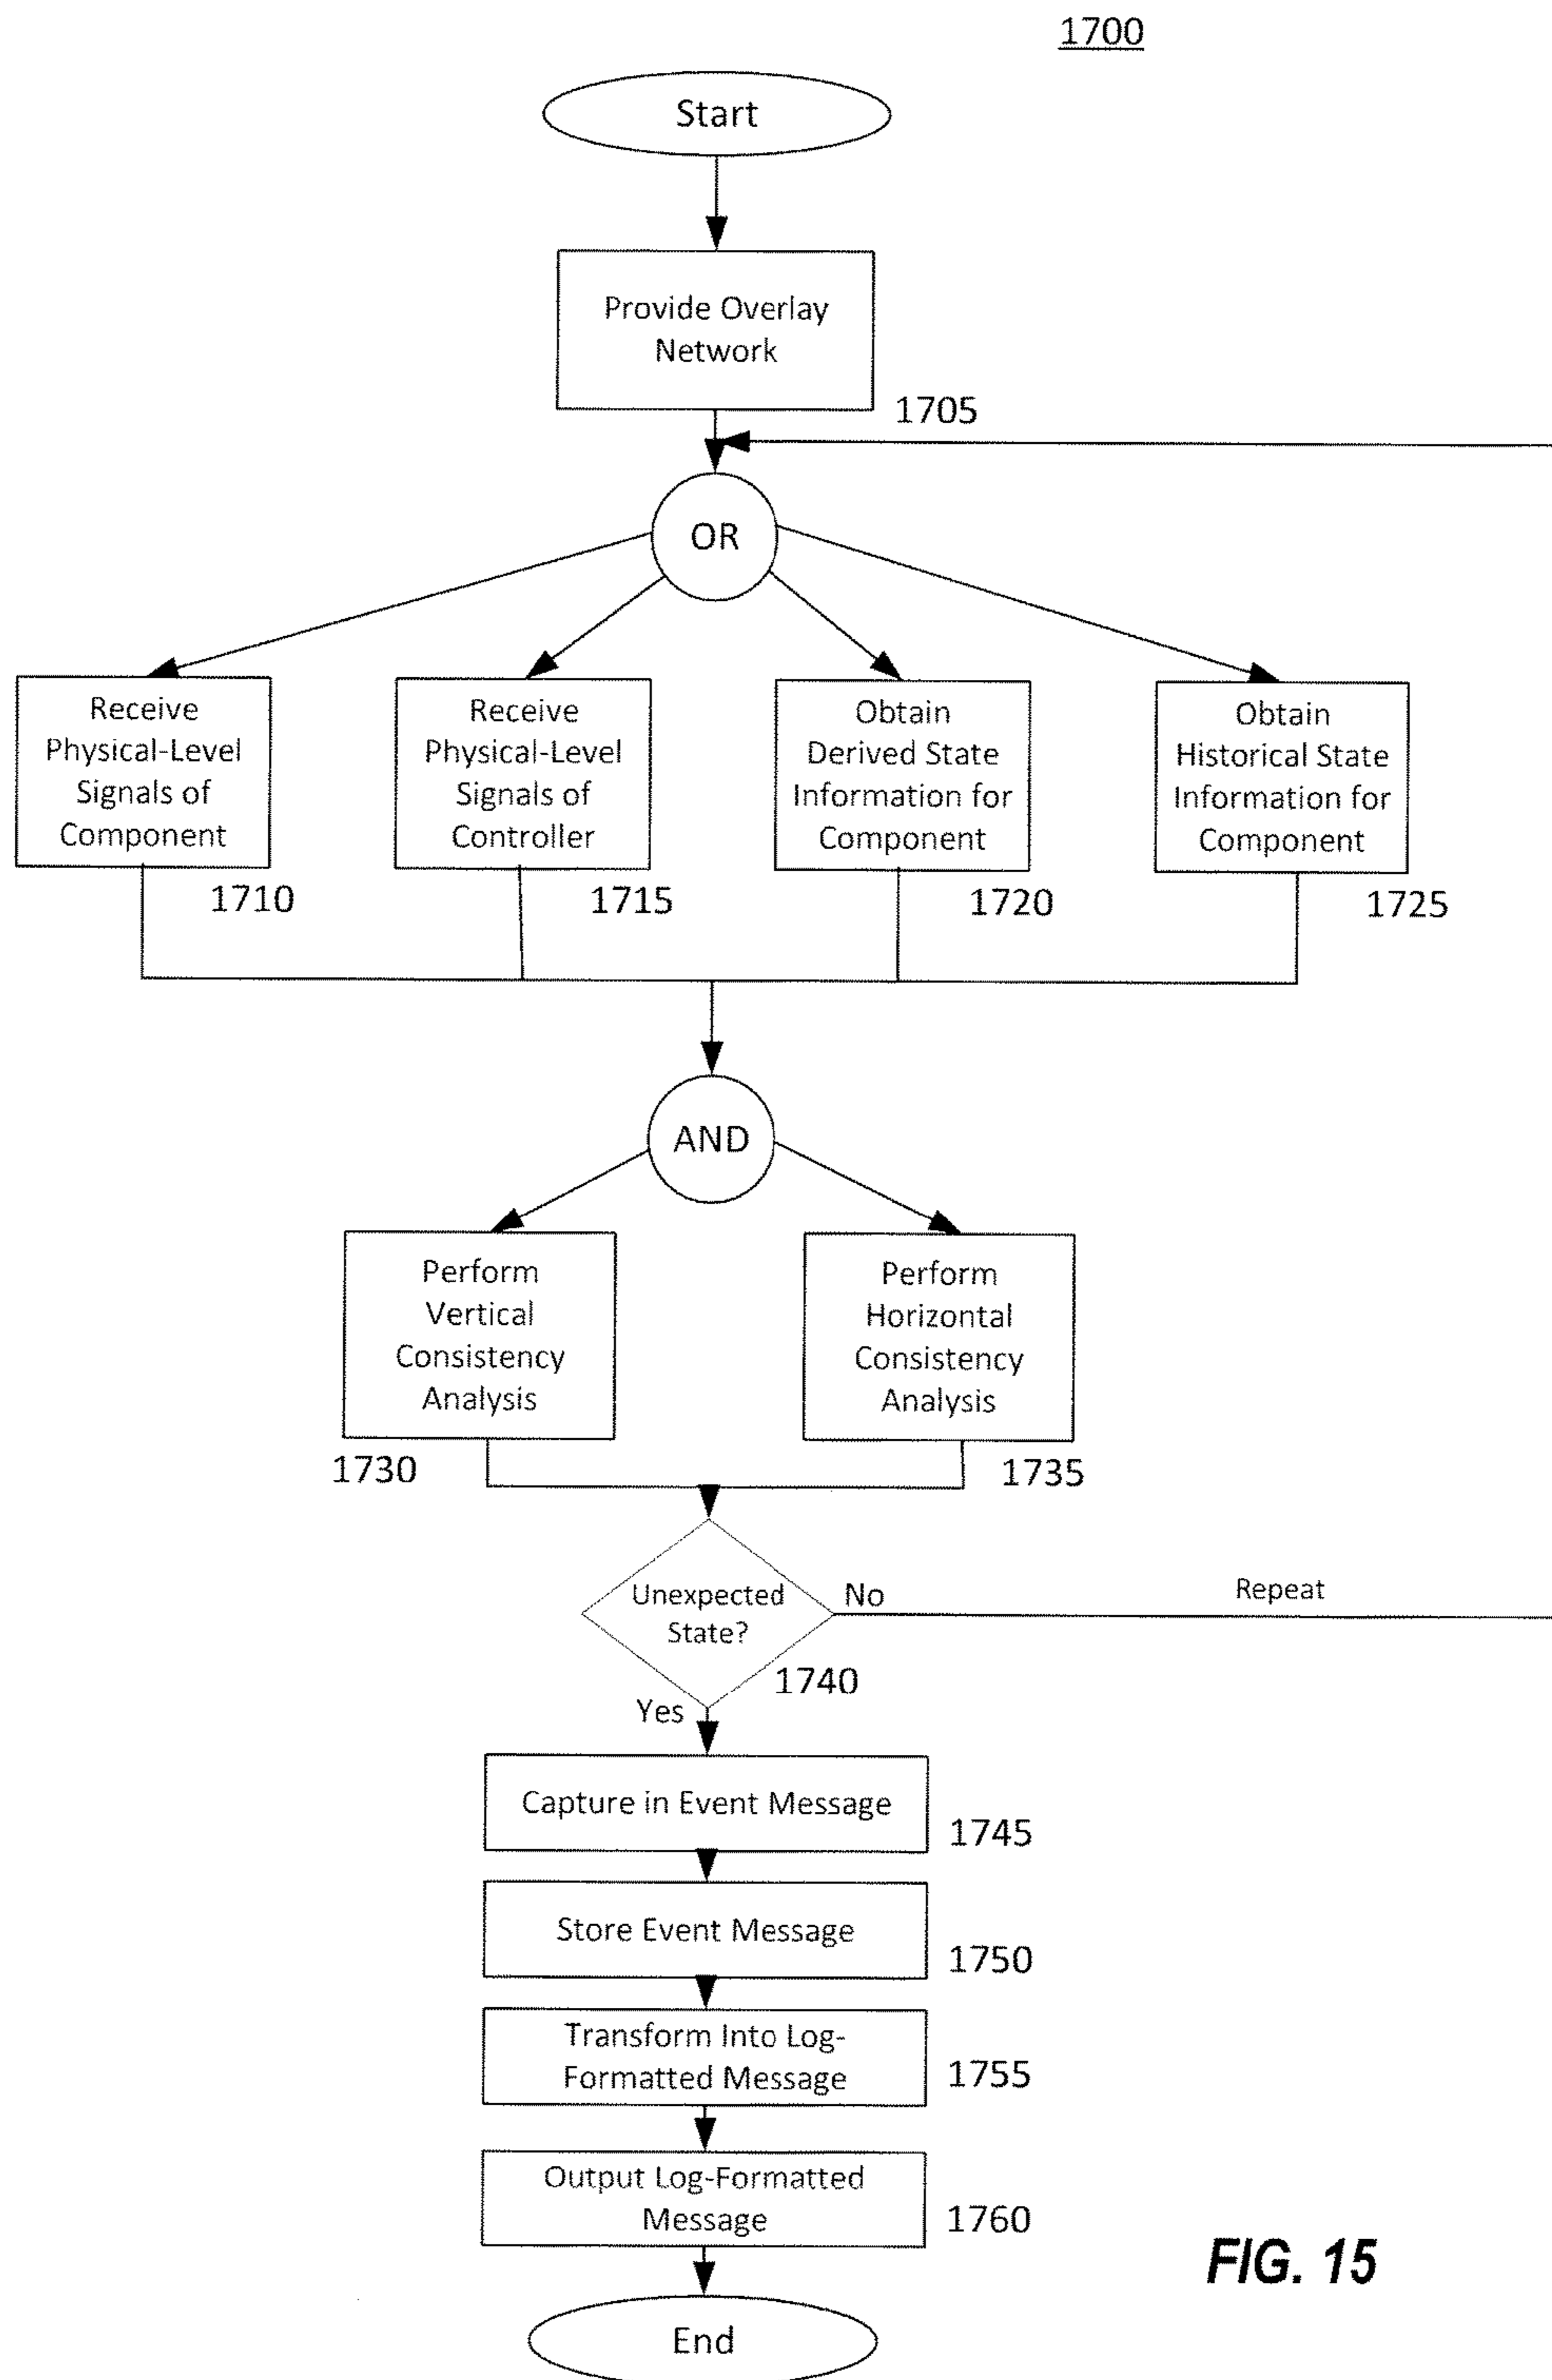 1700
Start
Provide Overlay
Network
1705
OR
Receive
Physical-Level
Signals of
Component
1710
Receive
Physical-Level
Signals of
Controller
1715
Obtain
Derived State
Information for
Component
1720
Obtain
Historical State
Information for
Component
1725
AND
Perform
Vertical
Consistency
Analysis
1730
Perform
Horizontal
Consistency
Analysis
1735
Unexpected
State?
No
Repeat
1740
Yes
Capture in Event Message
1745
Store Event Message
1750
Transform Into Log-
Formatted Message
1755
Output Log-Formatted
Message
1760
End
FIG. 15